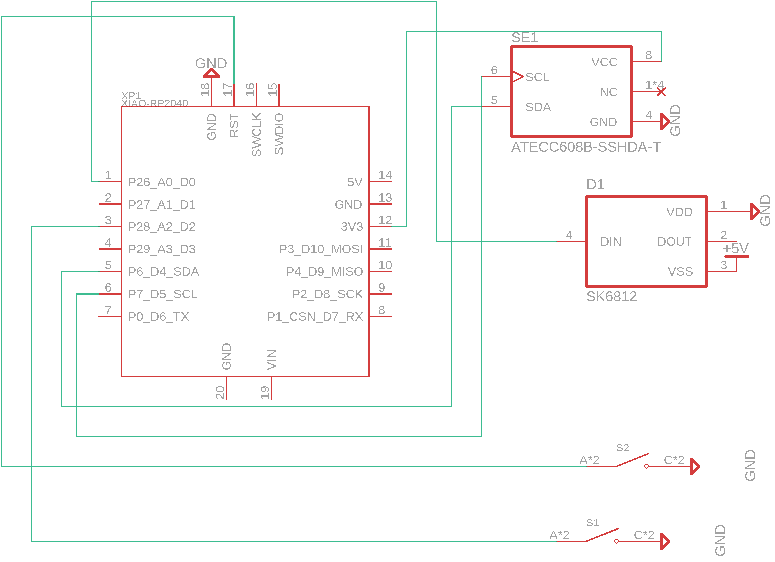 SE1
6 SCL
5 SDA
VCC 8
NC 1*4
GND 4
GND
ATECC608B-SSHDA-T
GND
18 17 16 15
XP1
XIAO-RP2040
GND RST SWCLK SWDIO
1 P26_A0_D0
2 P27_A1_D1
3 P28_A2_D2
4 P29_A3_D3
5 P6_D4_SDA
6 P7_D5_SCL
7 P0_D6_TX
5V 14
GND 13
3V3 12
P3_D10_MOSI 11
P4_D9_MISO 10
P2_D8_SCK 9
P1_CSN_D7_RX 8
GND VIN
20 19
D1
4 DIN
VDD 1
DOUT 2
VSS 3
GND
+5V
SK6812
S2
A*2 C*2
GND
S1
A*2 C*2
GND